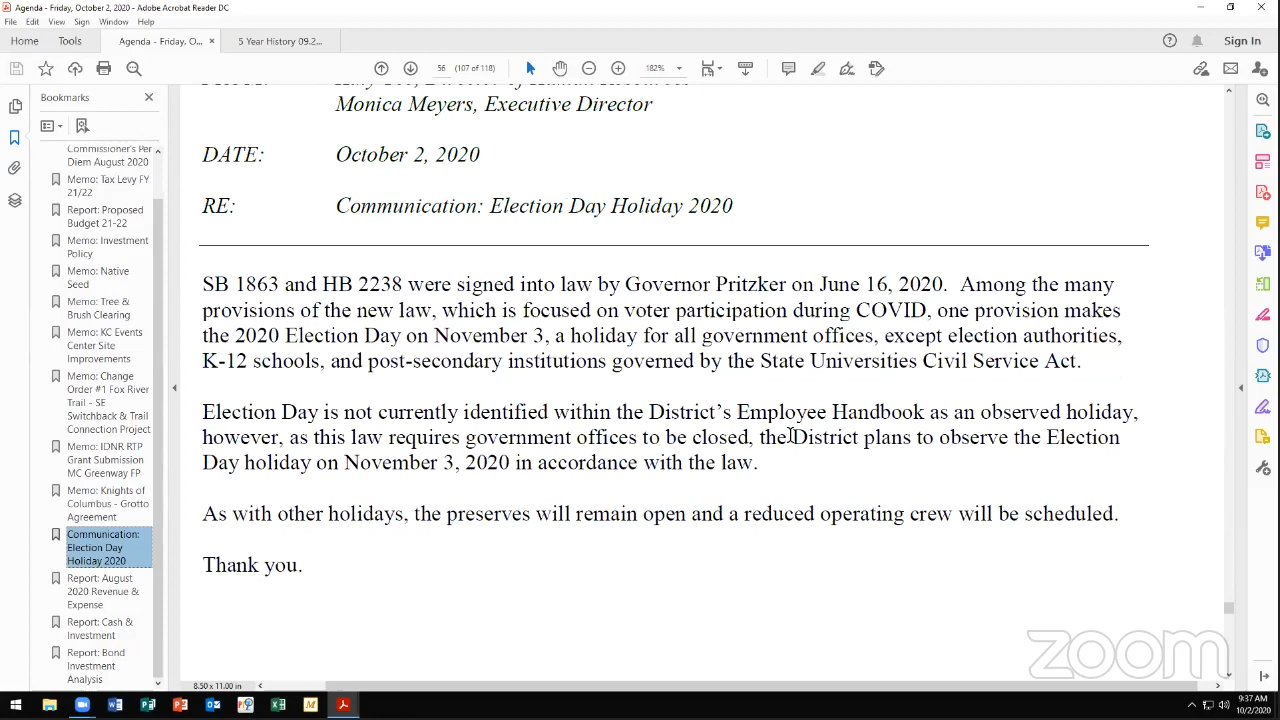 Agenda - Friday, October 2, 2020 - Adobe Acrobat Reader DC
File Edit View Sign Window Help
Home Tools Agenda - Friday, O... × 5 Year History 09.2... Sign In
56 (107 of 118) 182%
Bookmarks
Commissioner's Per
Diem August 2020
Memo: Tax Levy FY
21/22
Report: Proposed
Budget 21-22
Memo: Investment
Policy
Memo: Native
Seed
Memo: Tree &
Brush Clearing
Memo: KC Events
Center Site
Improvements
Memo: Change
Order #1 Fox River
Trail - SE
Switchback & Trail
Connection Project
Memo: IDNR RTP
Grant Submission
MC Greenway FP
Memo: Knights of
Columbus - Grotto
Agreement
Communication:
Election Day
Holiday 2020
Report: August
2020 Revenue &
Expense
Report: Cash &
Investment
Report: Bond
Investment
Analysis
Monica Meyers, Executive Director
DATE: October 2, 2020
RE: Communication: Election Day Holiday 2020
SB 1863 and HB 2238 were signed into law by Governor Pritzker on June 16, 2020. Among the many
provisions of the new law, which is focused on voter participation during COVID, one provision makes
the 2020 Election Day on November 3, a holiday for all government offices, except election authorities,
K-12 schools, and post-secondary institutions governed by the State Universities Civil Service Act.
Election Day is not currently identified within the District's Employee Handbook as an observed holiday,
however, as this law requires government offices to be closed, the District plans to observe the Election
Day holiday on November 3, 2020 in accordance with the law.
As with other holidays, the preserves will remain open and a reduced operating crew will be scheduled.
Thank you.
zoom
8.50 x 11.00 in
9:37 AM
10/2/2020